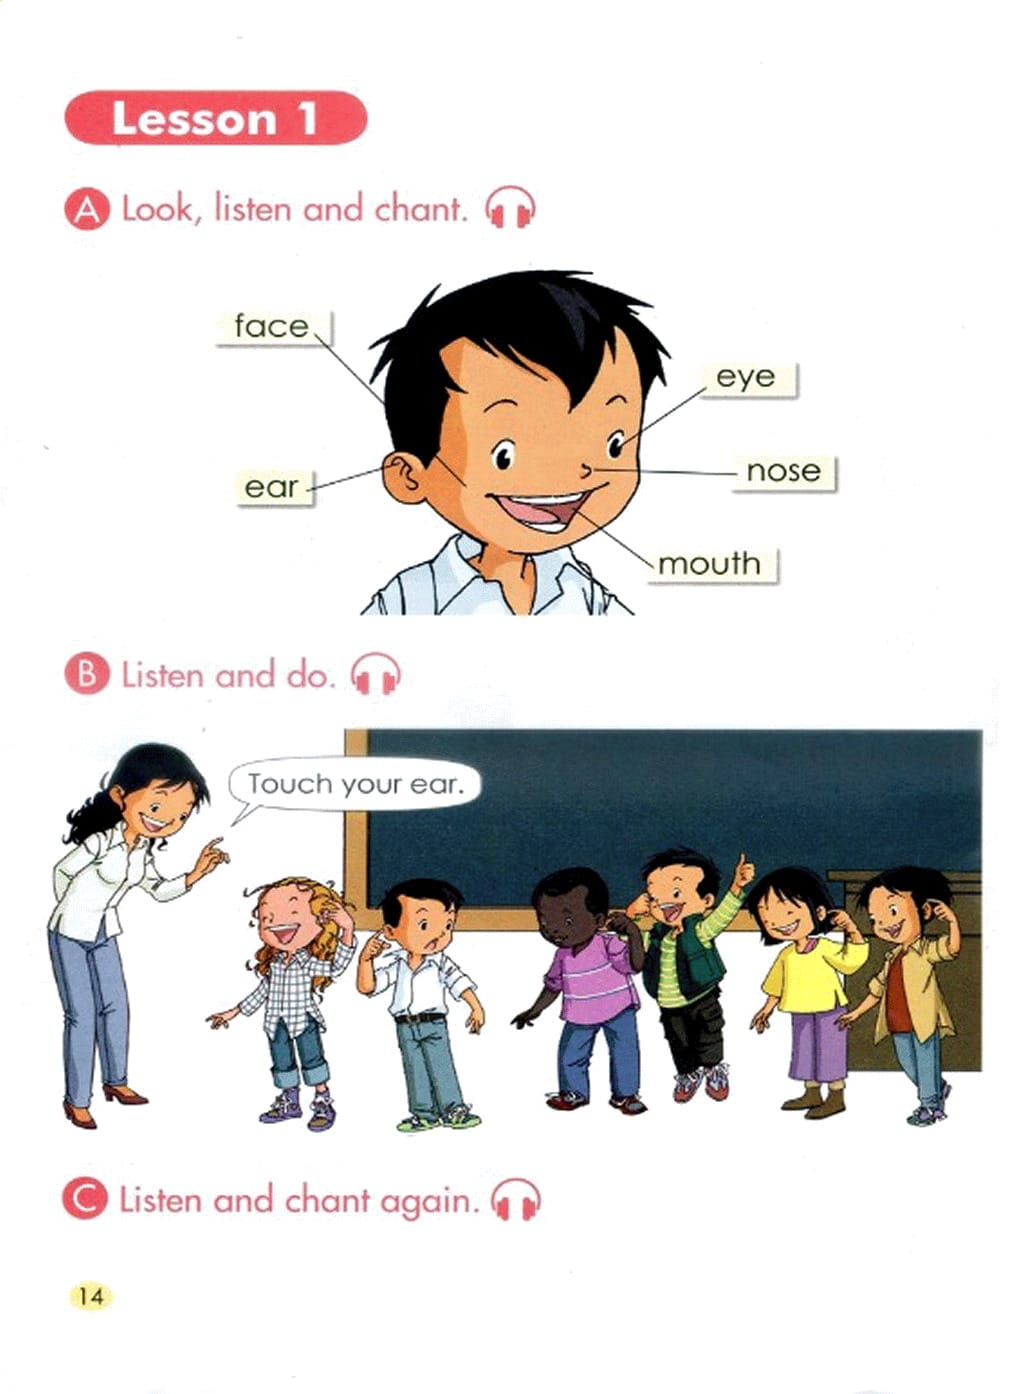 Lesson 1
A Look, listen and chant.
face
eye
ear
nose
mouth
B Listen and do.
Touch your ear.
C Listen and chant again.
14